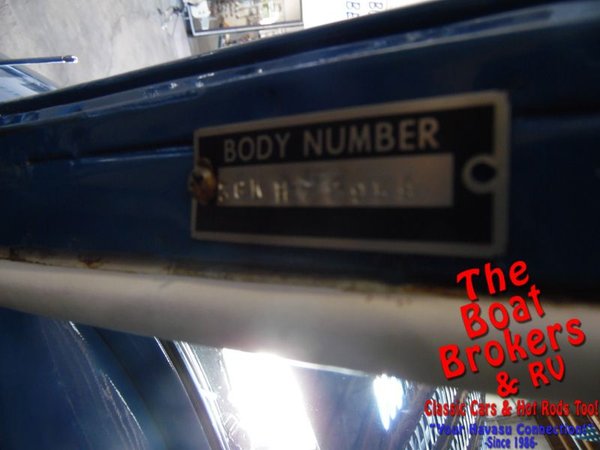 BODY NUMBER
The
Boat
Brokers
& RV
Classic Cars & Hot Rods Too!
"Your Havasu Connection!"
-Since 1986-